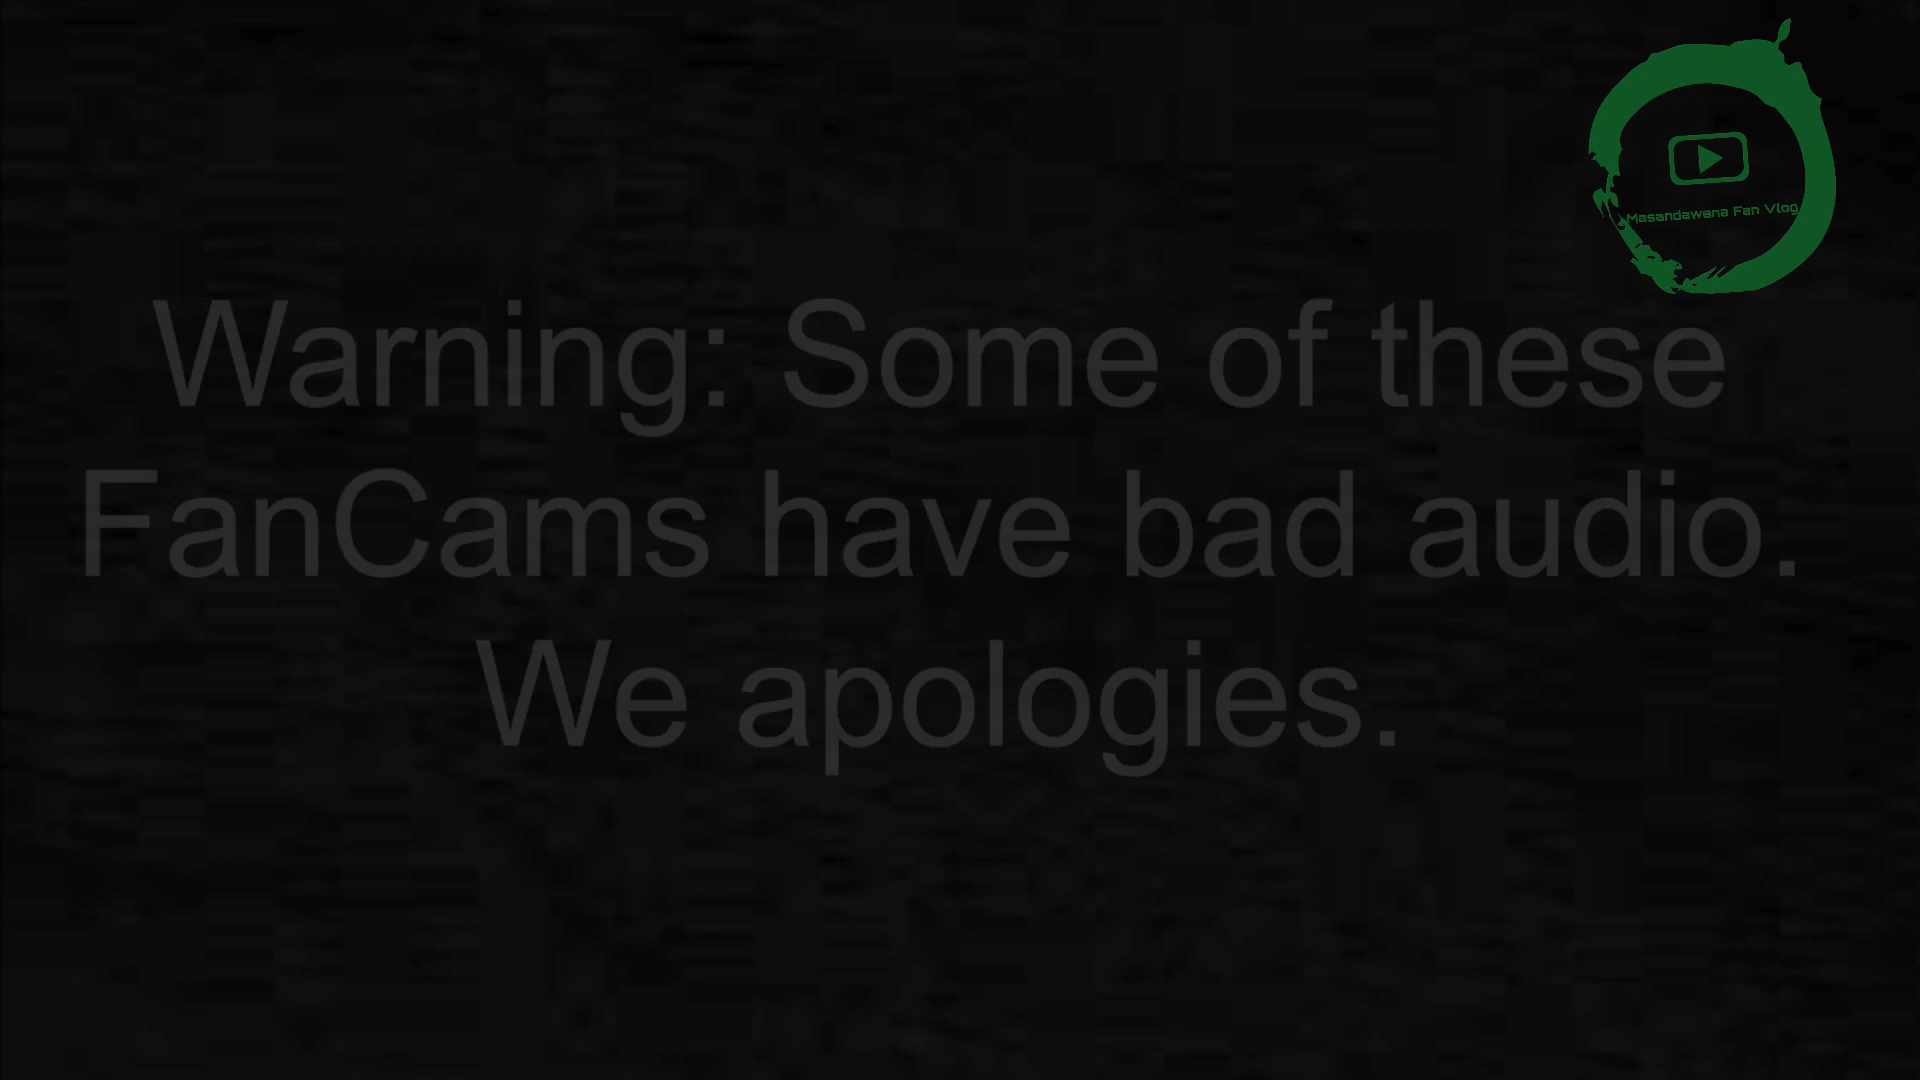 Masandawana Fan Vlog
Warning: Some of these
FanCams have bad audio.
We apologies.